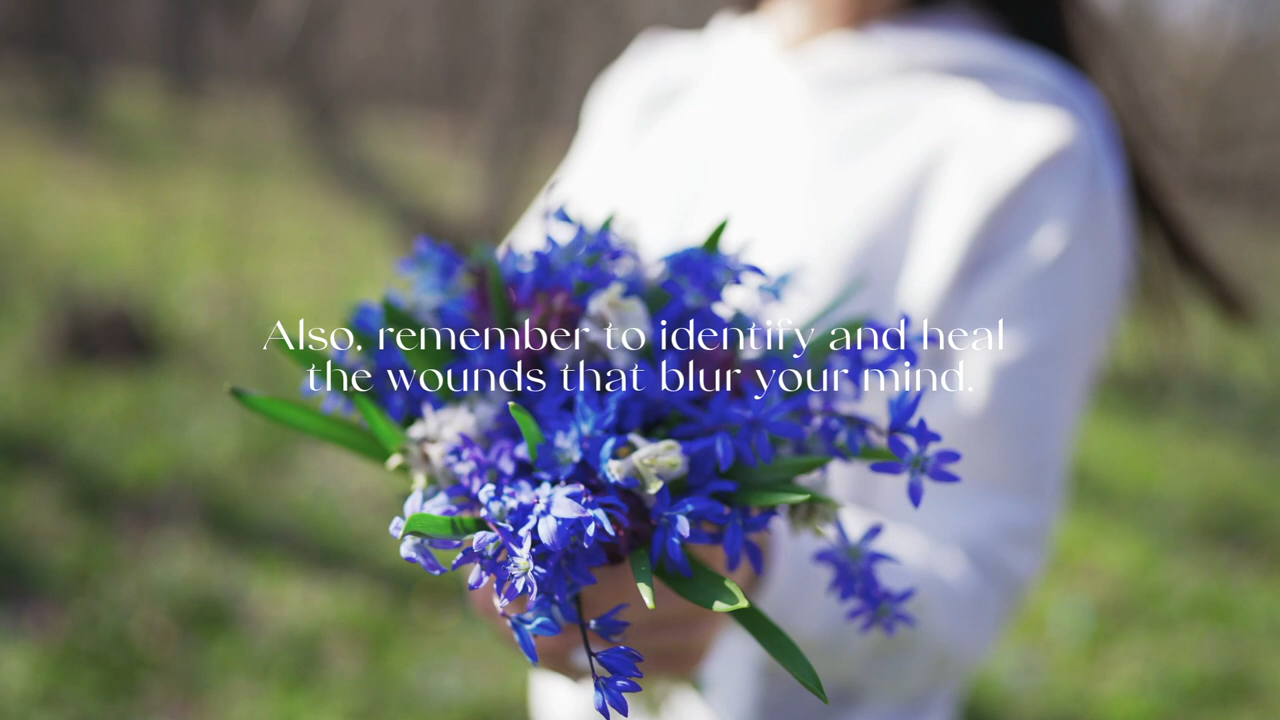 Also, remember to identify and heal
the wounds that blur your mind.